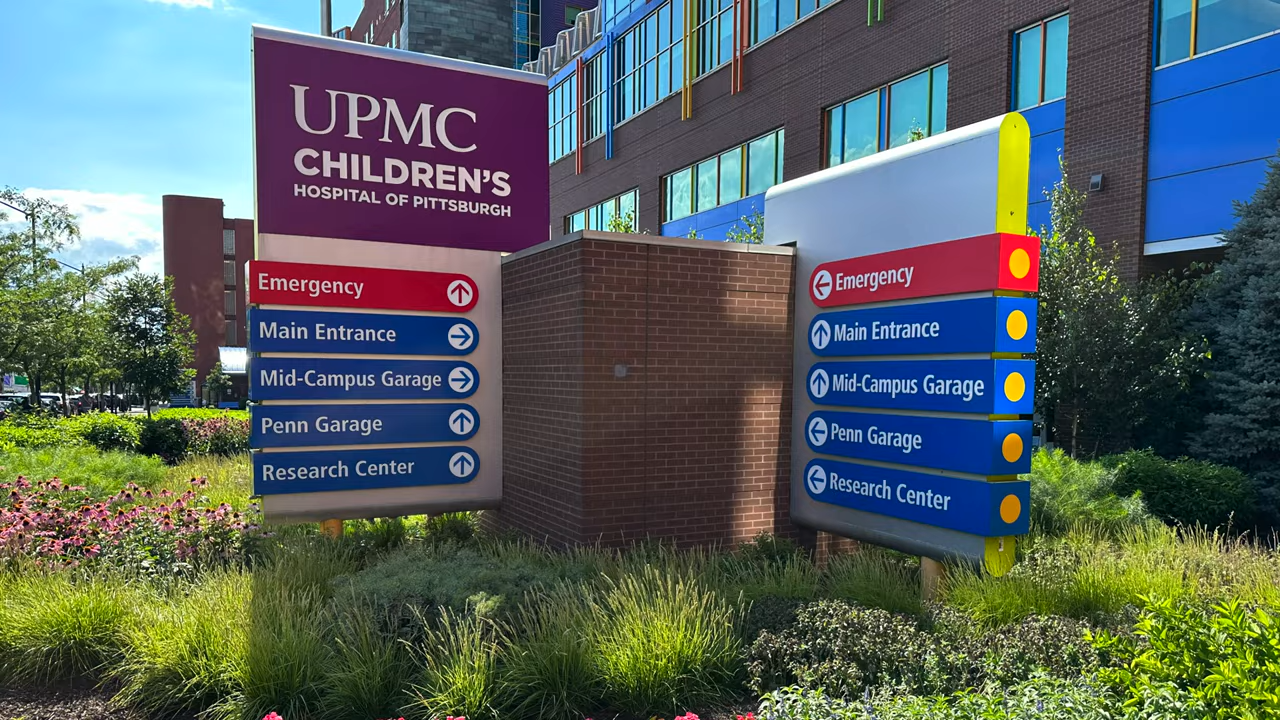 UPMC
CHILDREN'S
HOSPITAL OF PITTSBURGH
Emergency
Main Entrance
Mid-Campus Garage
Penn Garage
Research Center
Emergency
Main Entrance
Mid-Campus Garage
Penn Garage
Research Center